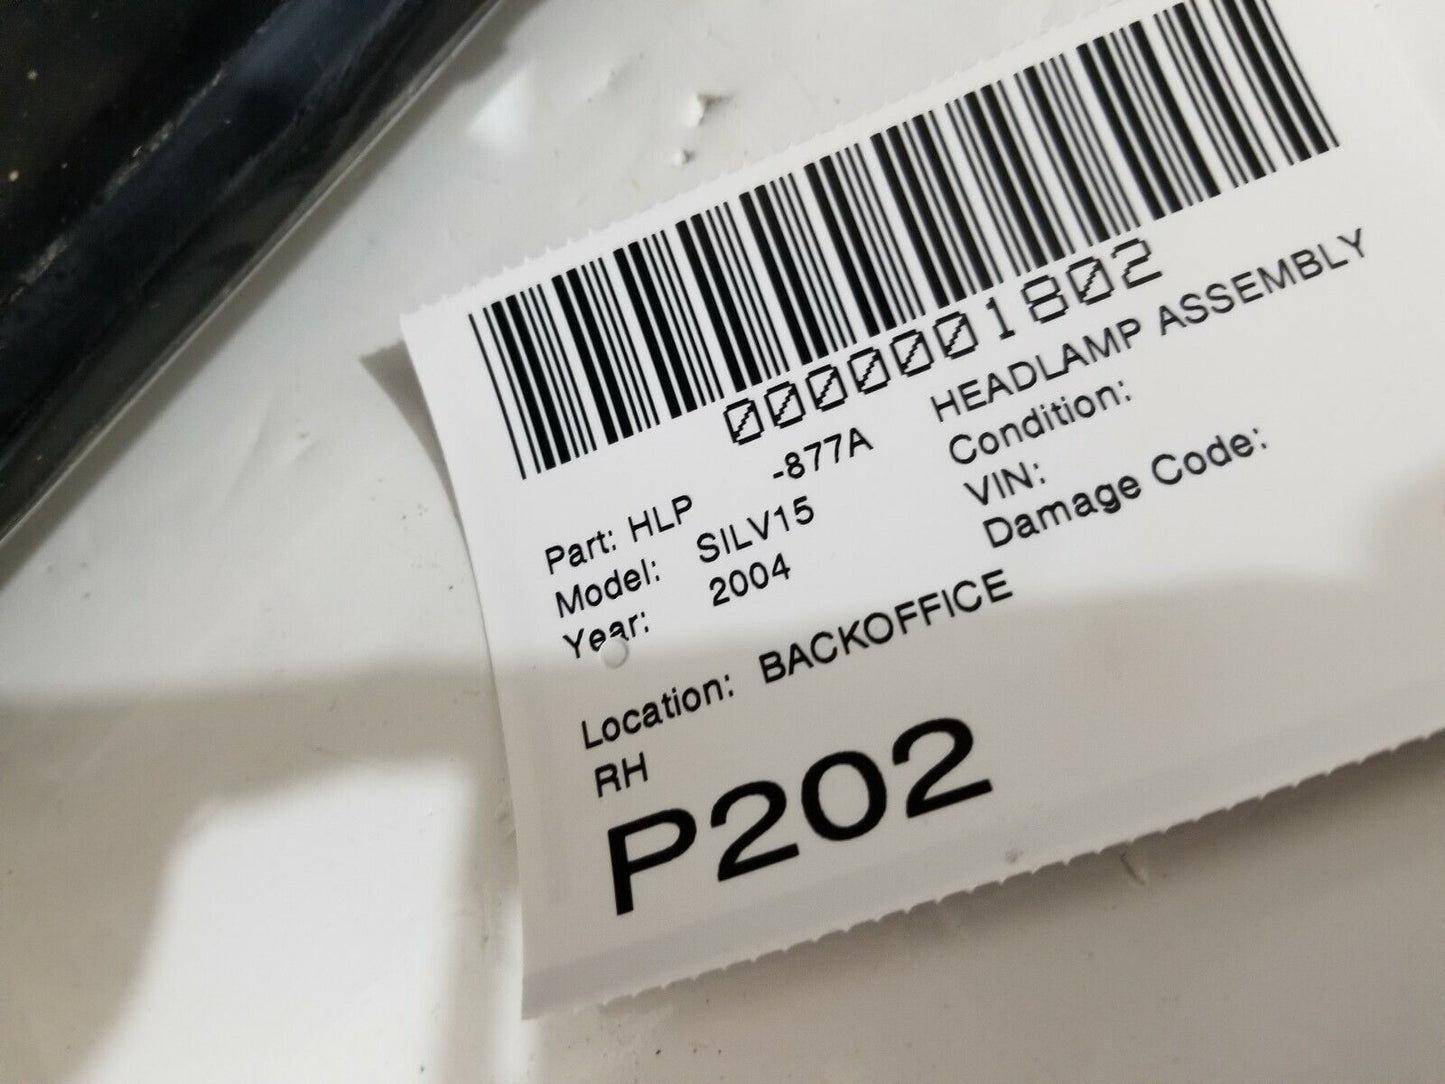 0000001802
Part: HLP -877A HEADLAMP ASSEMBLY
Model: SILV15 Condition:
Year: 2004 VIN:
Damage Code:
Location: BACKOFFICE
RH
P202